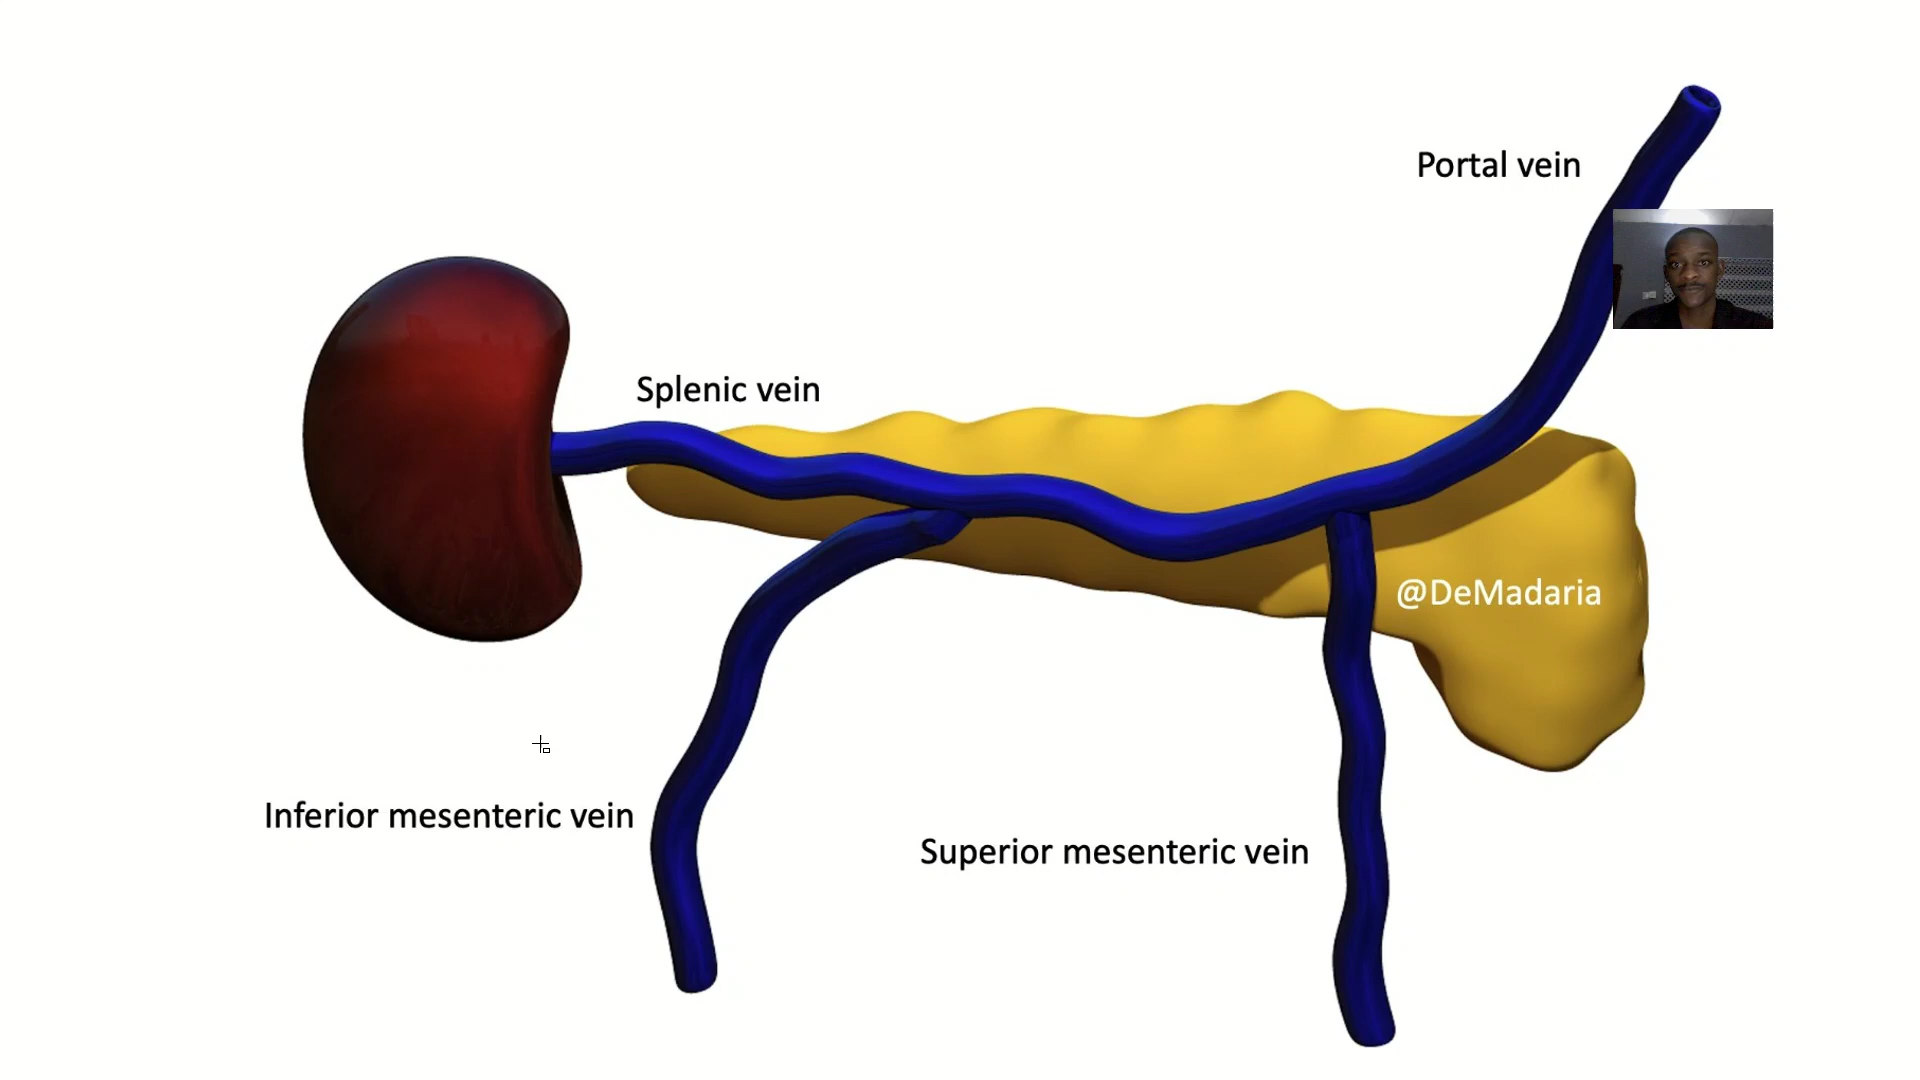 Portal vein
Splenic vein
@DeMadaria
Inferior mesenteric vein
Superior mesenteric vein